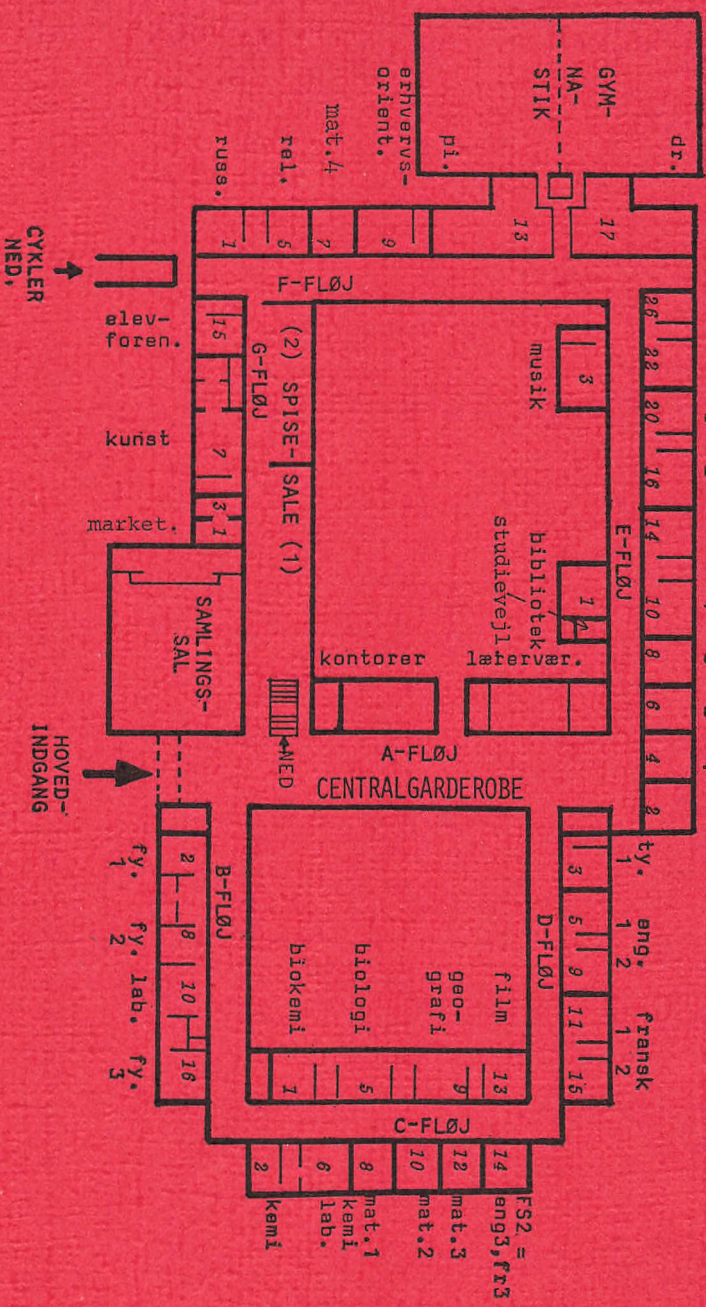 GYM-
NA-
STIK
dr.
pi.
erhvervs-
orient.
mat.4
rel.
russ.
17
13
9
7
5
1
F-FLØJ
CYKLER
NED.
26
22
20
16
14
10
8
6
4
2
E-FLØJ
3
musik
1
bibliotek
studievejl
(2) SPISE-
SALE (1)
G-FLØJ
15
7
3
1
elev-
foren.
kunst
market.
SAMLINGS-
SAL
kontorer
lærervær.
A-FLØJ
NED
CENTRALGARDEROBE
HOVED-
INDGANG
ty.
1
eng.
1 2
fransk
1 2
3
5
9
11
15
D-FLØJ
B-FLØJ
2
8
10
16
fy.
1
fy.
2
lab.
fy.
3
film
geo-
grafi
biologi
biokemi
13
9
5
1
C-FLØJ
14
12
10
8
6
2
FS2 =
eng3,fr3
mat.3
mat.2
mat.1
kemi
lab.
kemi